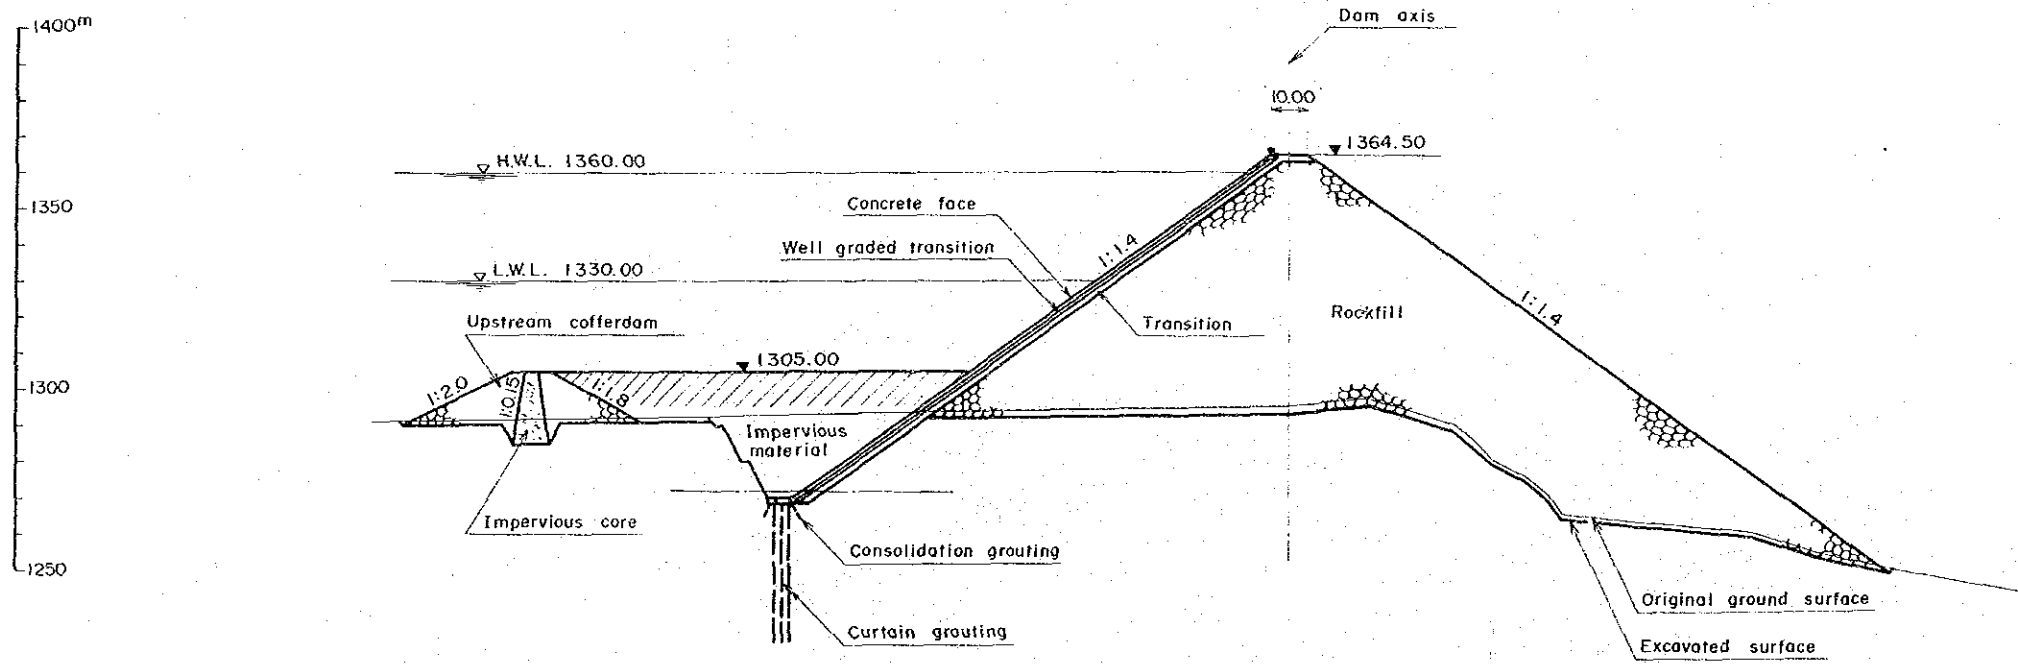 Dam axis
1400m
10.00
1364.50
H.W.L. 1360.00
1350
Concrete face
Well graded transition
1:1.4
L.W.L. 1330.00
Transition
Rockfill
1:1.4
Upstream cofferdam
1305.00
1300
1:2.0
1:0.15
1:1.8
Impervious
material
Impervious core
Consolidation grouting
1250
Original ground surface
Curtain grouting
Excavated surface